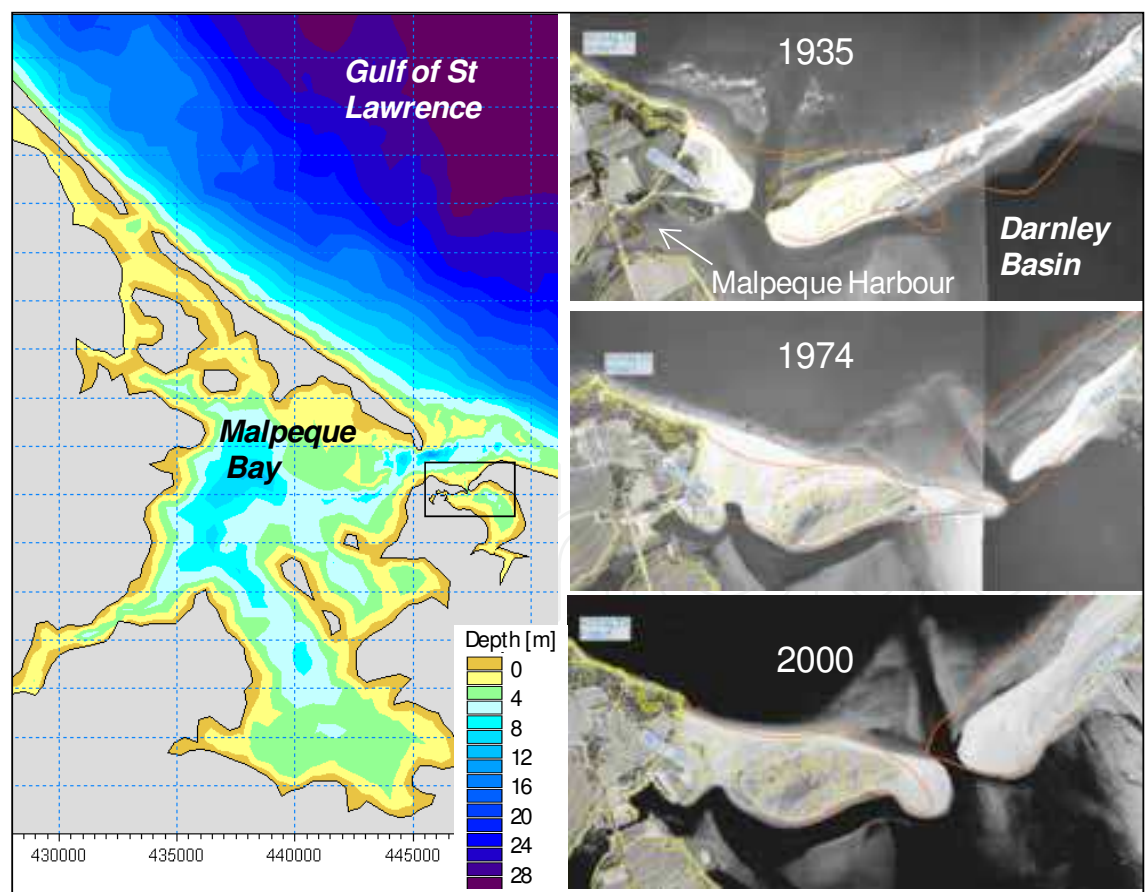 Gulf of St
Lawrence
Malpeque
Bay
Depth [m]
0
4
8
12
16
20
24
28
430000
435000
440000
445000
1935
Darnley
Basin
Malpeque Harbour
1974
2000